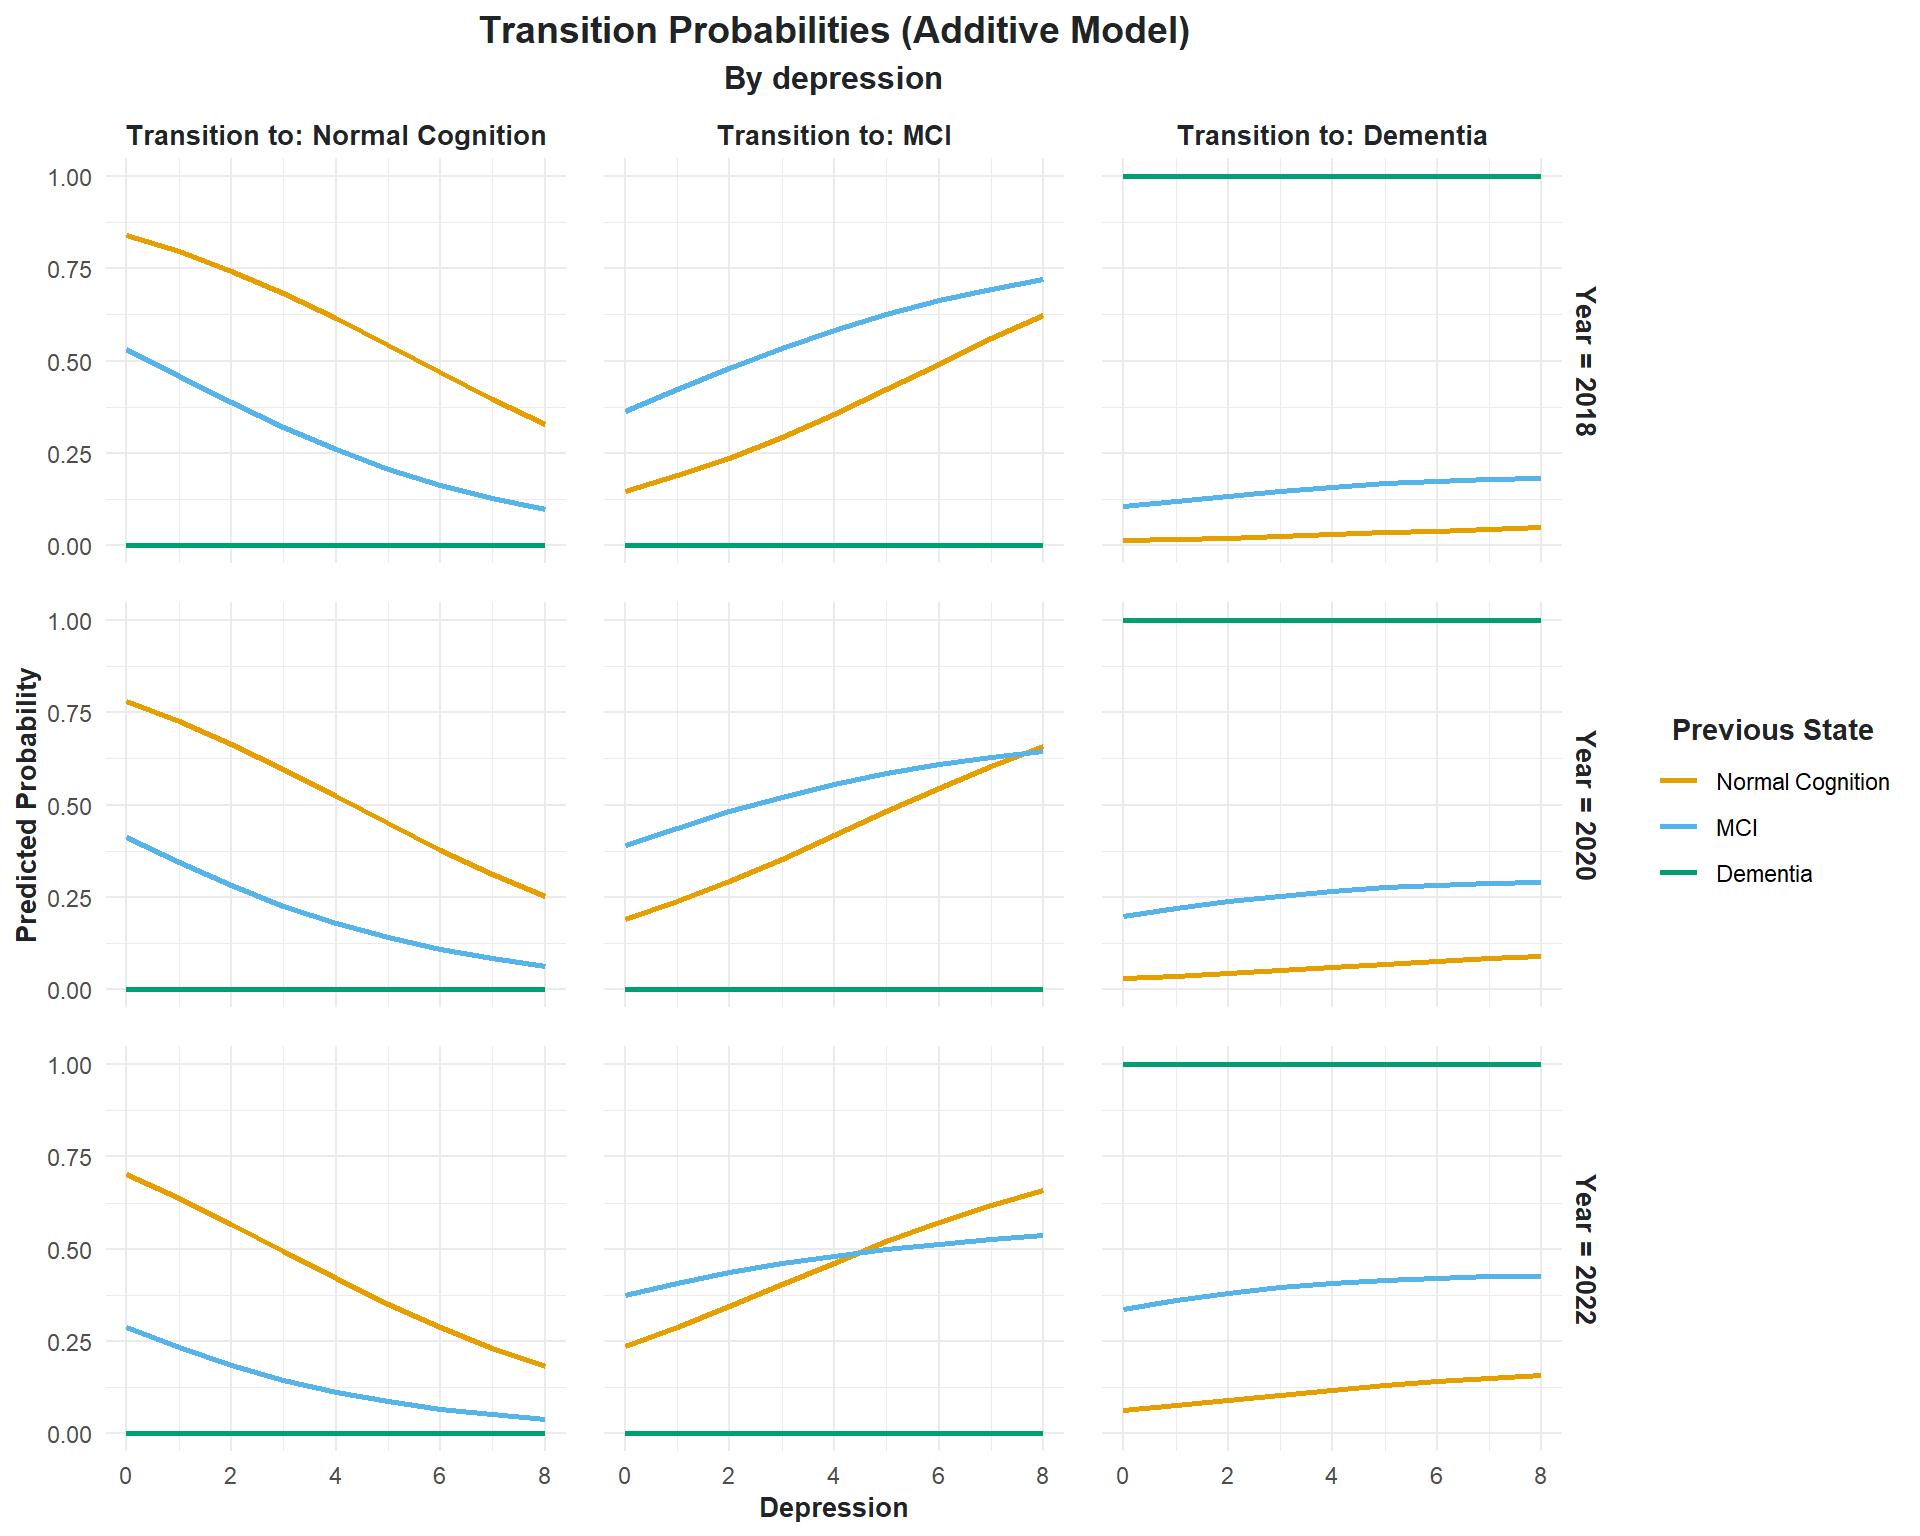 Transition Probabilities (Additive Model)
By depression
Transition to: Normal Cognition
Transition to: MCI
Transition to: Dementia
1.00
0.75
0.50
0.25
0.00
Year = 2018
1.00
0.75
0.50
0.25
0.00
Year = 2020
1.00
0.75
0.50
0.25
0.00
Year = 2022
0 2 4 6 8
0 2 4 6 8
0 2 4 6 8
Depression
Predicted Probability
Previous State
Normal Cognition
MCI
Dementia